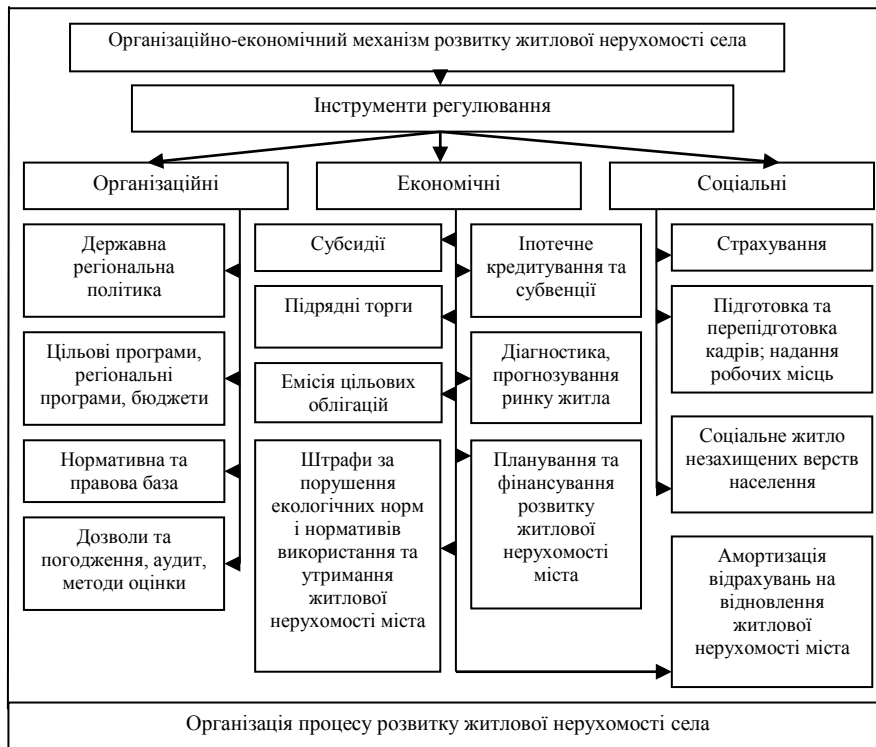 Організаційно-економічний механізм розвитку житлової нерухомості села
Інструменти регулювання
Організаційні
Економічні
Соціальні
Державна
регіональна
політика
Цільові програми,
регіональні
програми, бюджети
Нормативна та
правова база
Дозволи та
погодження, аудит,
методи оцінки
Субсидії
Підрядні торги
Емісія цільових
облігацій
Штрафи за
порушення
екологічних норм
і нормативів
використання та
утримання
житлової
нерухомості міста
Іпотечне
кредитування та
субвенції
Діагностика,
прогнозування
ринку житла
Планування та
фінансування
розвитку
житлової
нерухомості
міста
Страхування
Підготовка та
перепідготовка
кадрів; надання
робочих місць
Соціальне житло
незахищених верств
населення
Амортизація
відрахувань на
відновлення
житлової
нерухомості міста
Організація процесу розвитку житлової нерухомості села